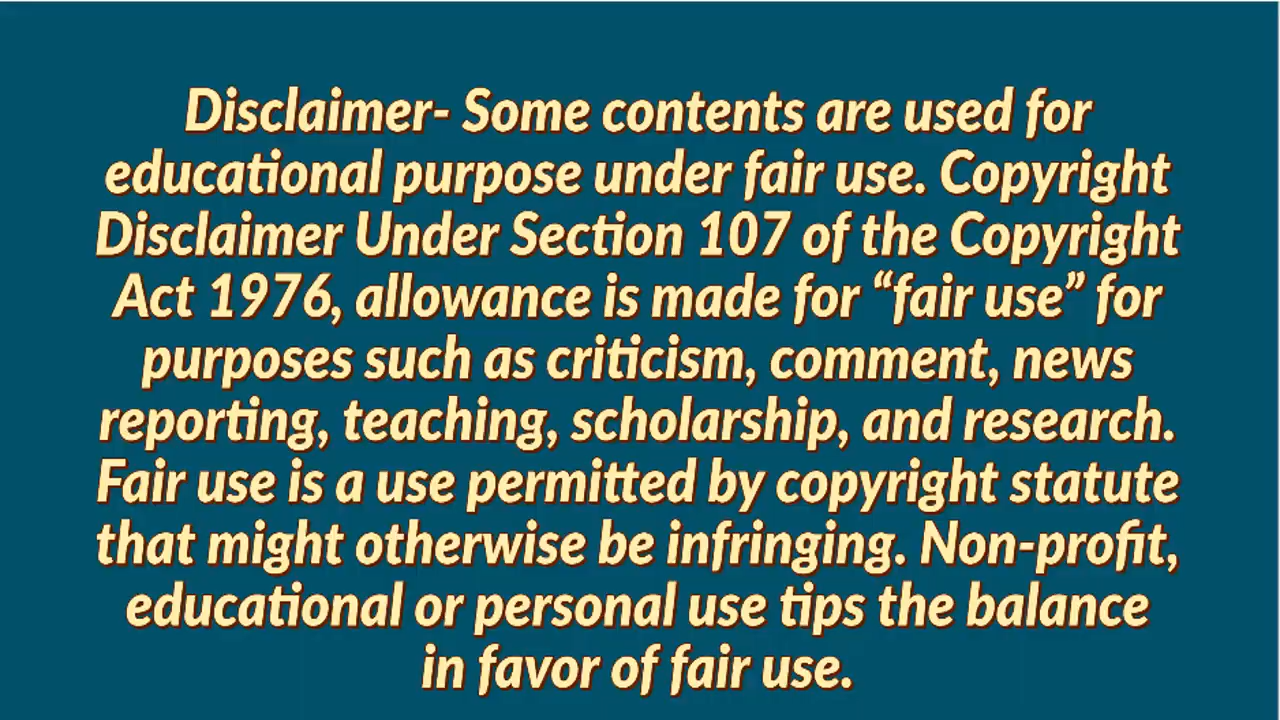 Disclaimer- Some contents are used for
educational purpose under fair use. Copyright
Disclaimer Under Section 107 of the Copyright
Act 1976, allowance is made for “fair use” for
purposes such as criticism, comment, news
reporting, teaching, scholarship, and research.
Fair use is a use permitted by copyright statute
that might otherwise be infringing. Non-profit,
educational or personal use tips the balance
in favor of fair use.